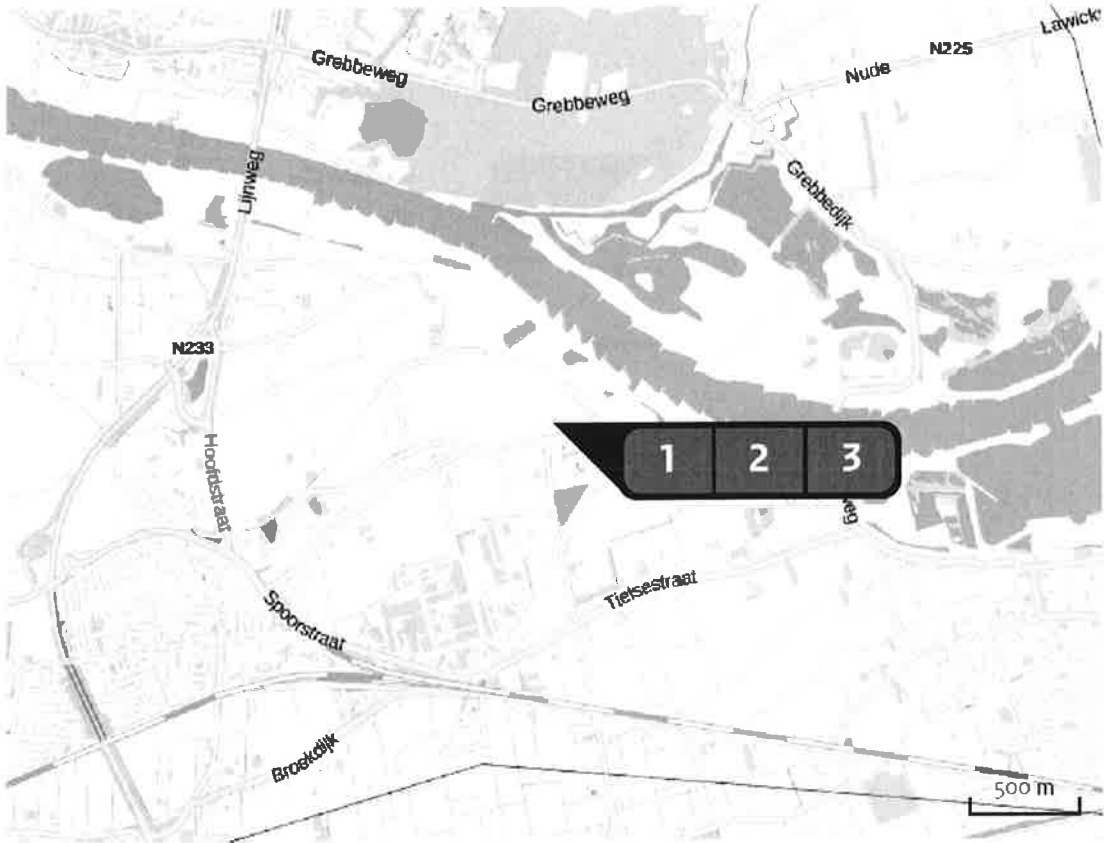 Lawick
N225
Nude
Grebbeweg
Grebbeweg
Grebbedijk
Lijnweg
N233
Hoofdstraat
1 2 3
weg
Tielsestraat
Spoorstraat
Broekdijk
500 m